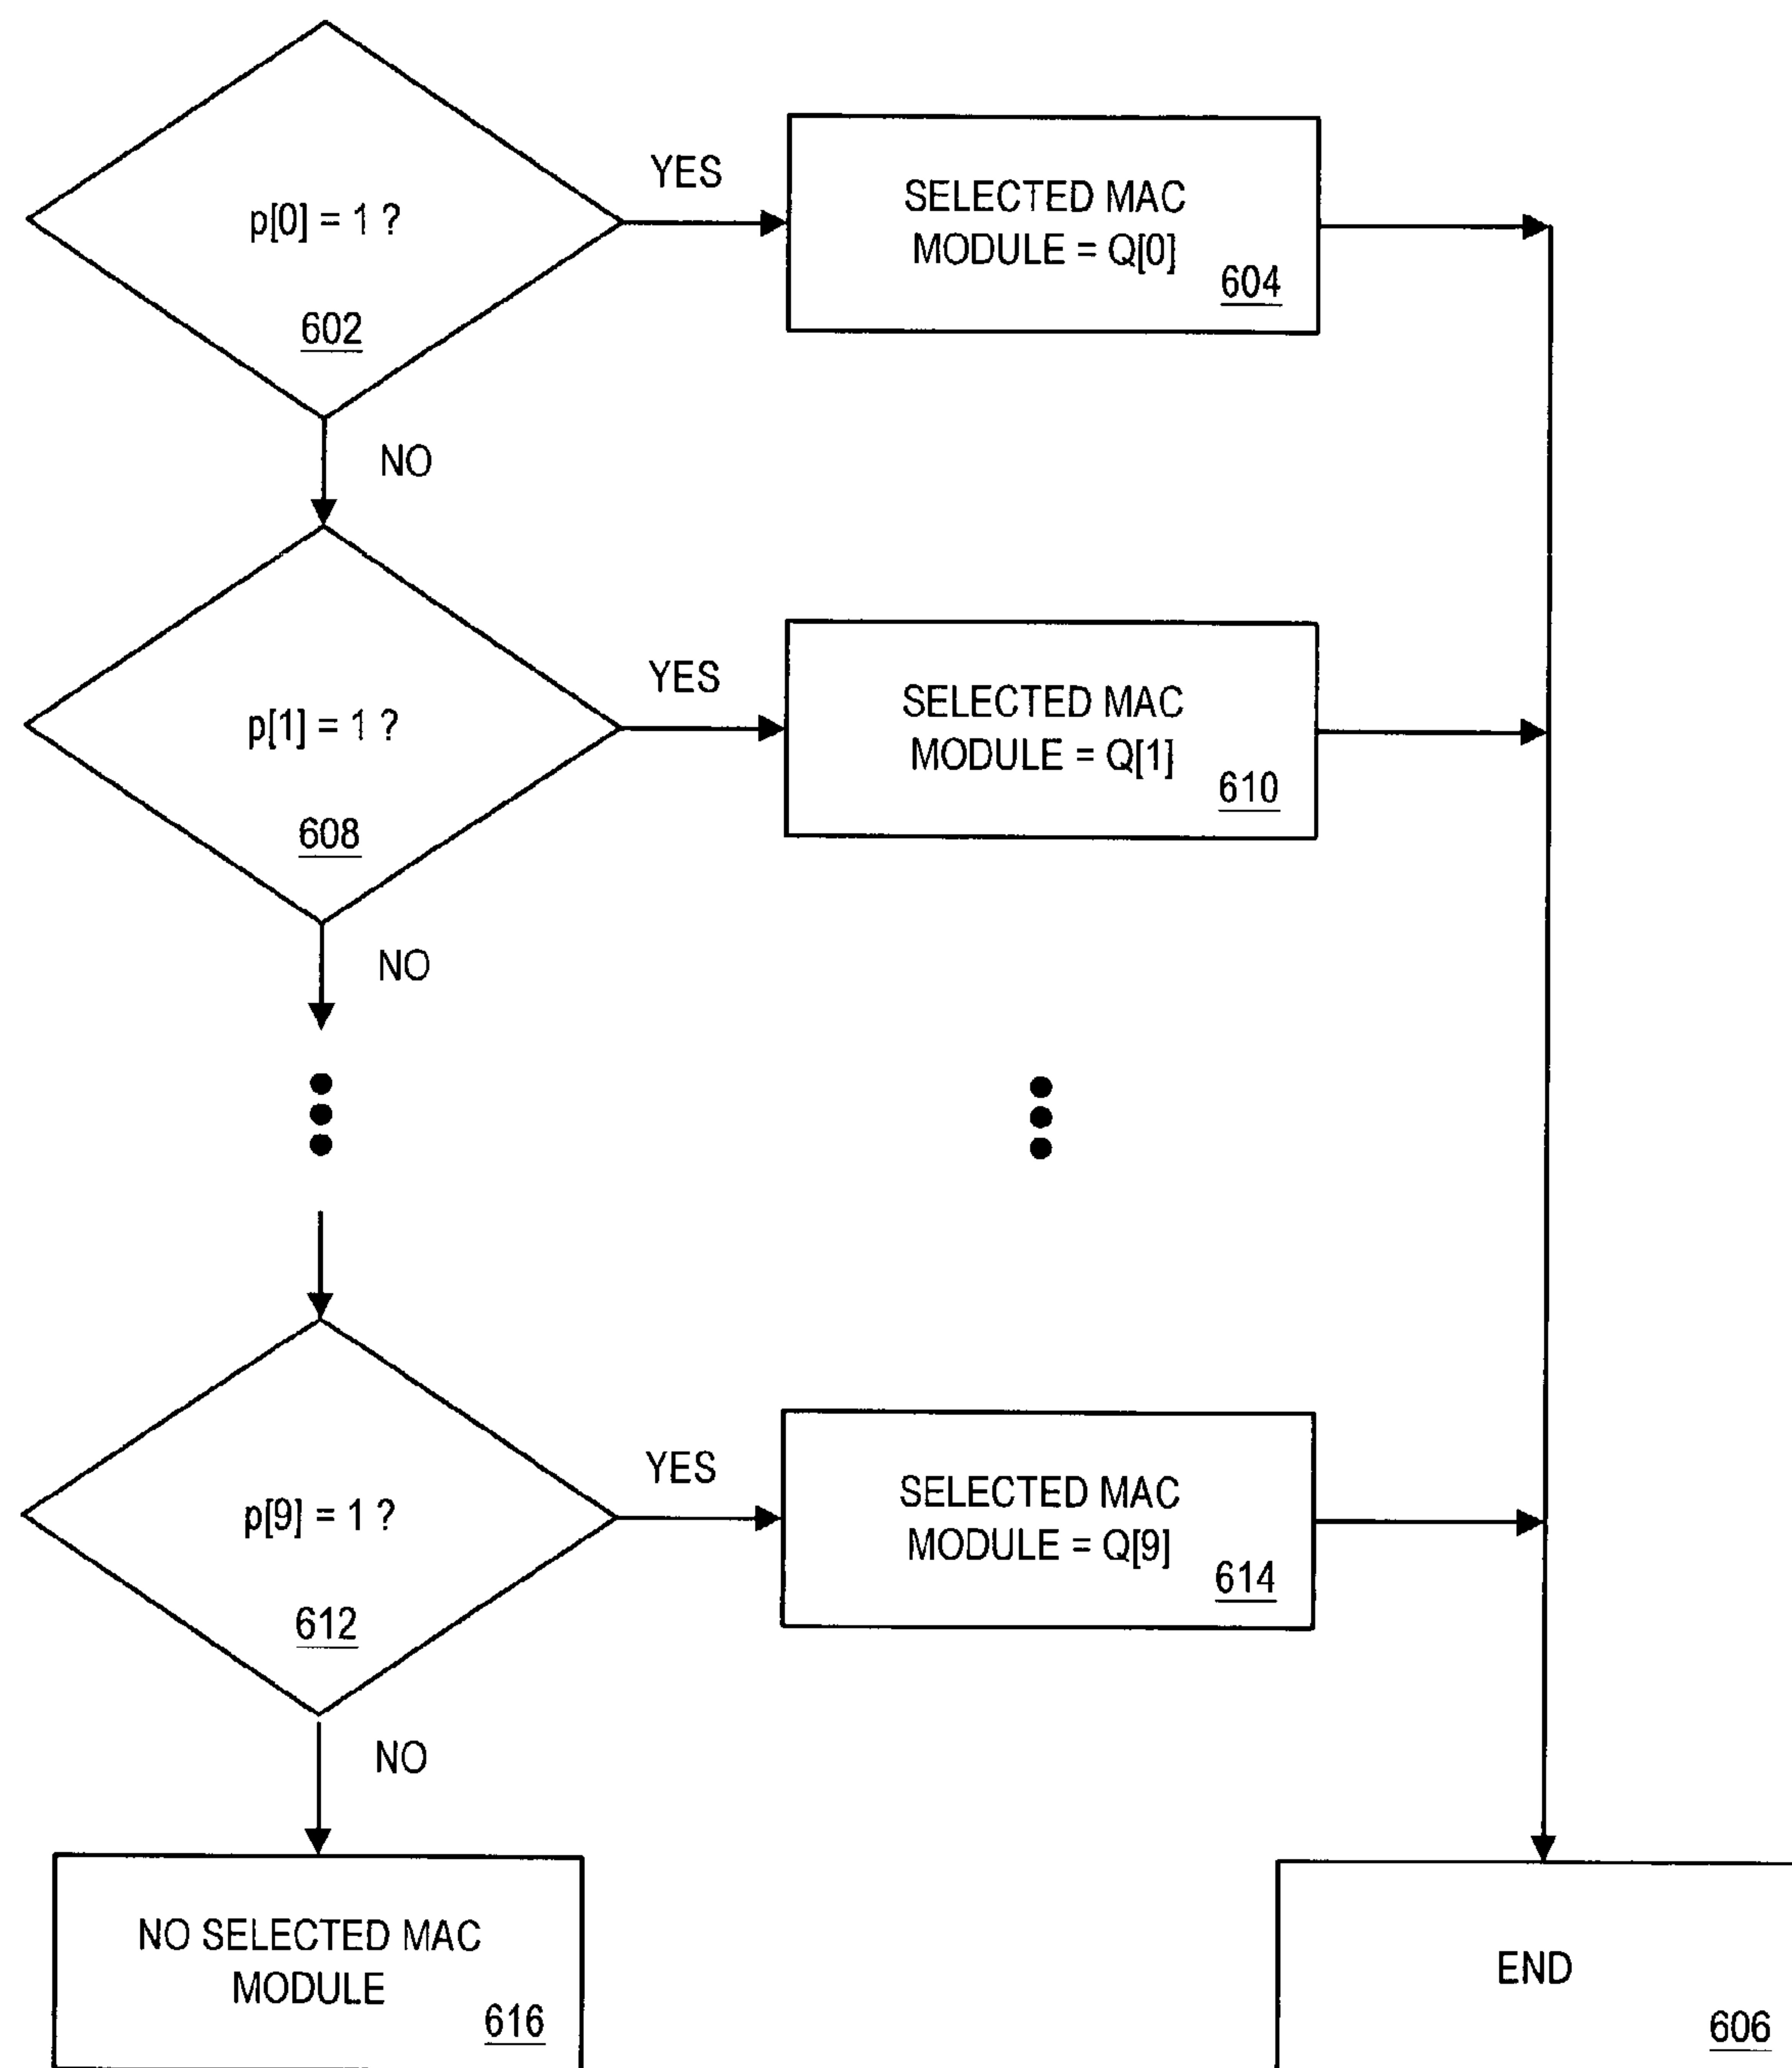 p[0] = 1 ?
602
YES
SELECTED MAC
MODULE = Q[0]
604
NO
p[1] = 1 ?
608
YES
SELECTED MAC
MODULE = Q[1]
610
NO
p[9] = 1 ?
612
YES
SELECTED MAC
MODULE = Q[9]
614
NO
NO SELECTED MAC
MODULE
616
END
606